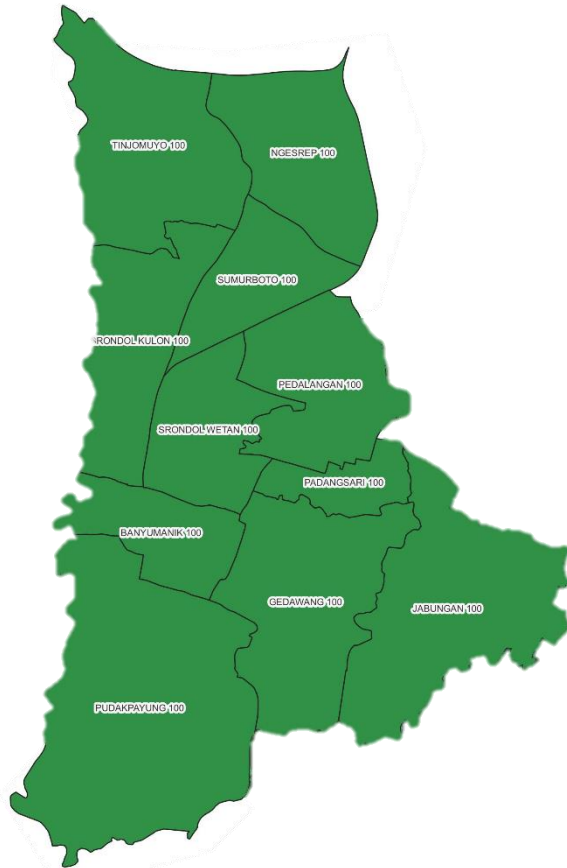 TINJOMUYO 100
NGESREP 100
SUMURBOTO 100
SRONDOL KULON 100
PEDALANGAN 100
SRONDOL WETAN 100
PADANGSARI 100
BANYUMANIK 100
GEDAWANG 100
JABUNGAN 100
PUDAKPAYUNG 100